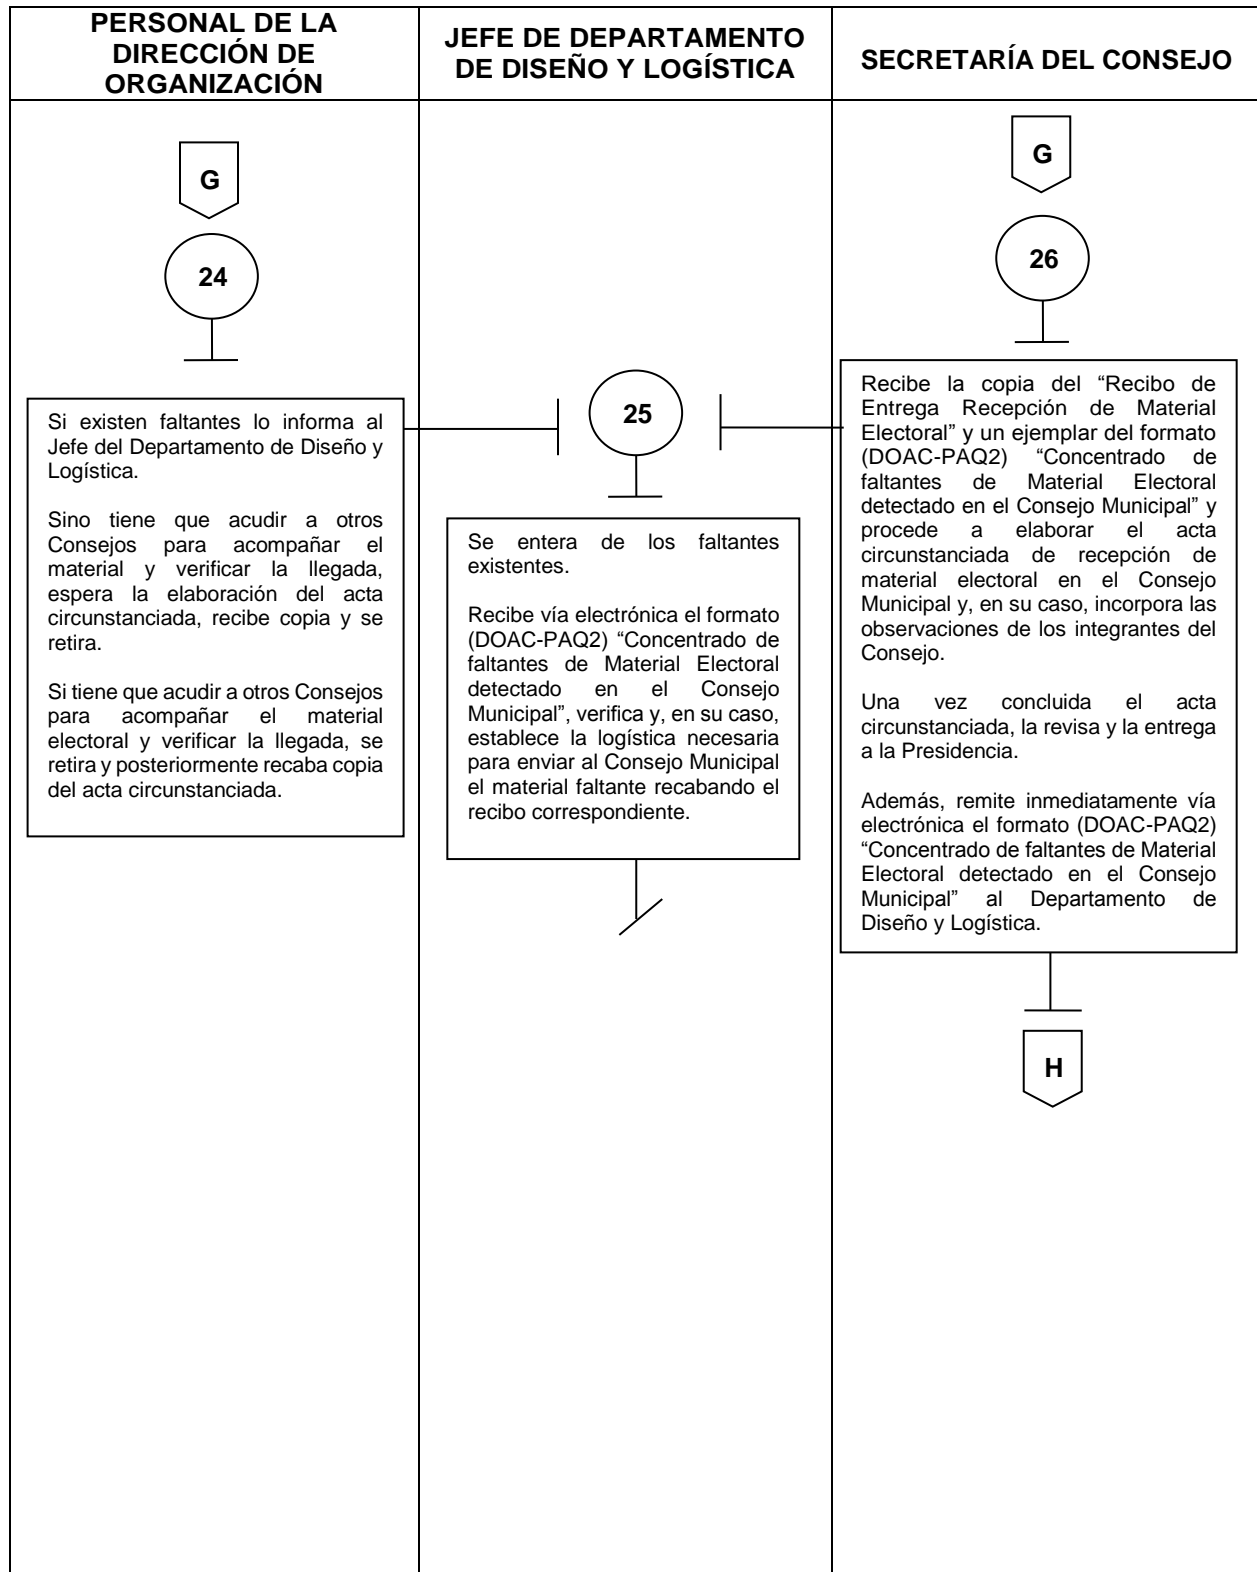 PERSONAL DE LA
DIRECCIÓN DE
ORGANIZACIÓN
JEFE DE DEPARTAMENTO
DE DISEÑO Y LOGÍSTICA
SECRETARÍA DEL CONSEJO
G
24
Si existen faltantes lo informa al
Jefe del Departamento de Diseño y
Logística.
Sino tiene que acudir a otros
Consejos para acompañar el
material y verificar la llegada,
espera la elaboración del acta
circunstanciada, recibe copia y se
retira.
Si tiene que acudir a otros Consejos
para acompañar el material
electoral y verificar la llegada, se
retira y posteriormente recaba copia
del acta circunstanciada.
25
Se entera de los faltantes
existentes.
Recibe vía electrónica el formato
(DOAC-PAQ2) “Concentrado de
faltantes de Material Electoral
detectado en el Consejo
Municipal”, verifica y, en su caso,
establece la logística necesaria
para enviar al Consejo Municipal
el material faltante recabando el
recibo correspondiente.
G
26
Recibe la copia del “Recibo de
Entrega Recepción de Material
Electoral” y un ejemplar del formato
(DOAC-PAQ2) “Concentrado de
faltantes de Material Electoral
detectado en el Consejo Municipal” y
procede a elaborar el acta
circunstanciada de recepción de
material electoral en el Consejo
Municipal y, en su caso, incorpora las
observaciones de los integrantes del
Consejo.
Una vez concluida el acta
circunstanciada, la revisa y la entrega
a la Presidencia.
Además, remite inmediatamente vía
electrónica el formato (DOAC-PAQ2)
“Concentrado de faltantes de Material
Electoral detectado en el Consejo
Municipal” al Departamento de
Diseño y Logística.
H